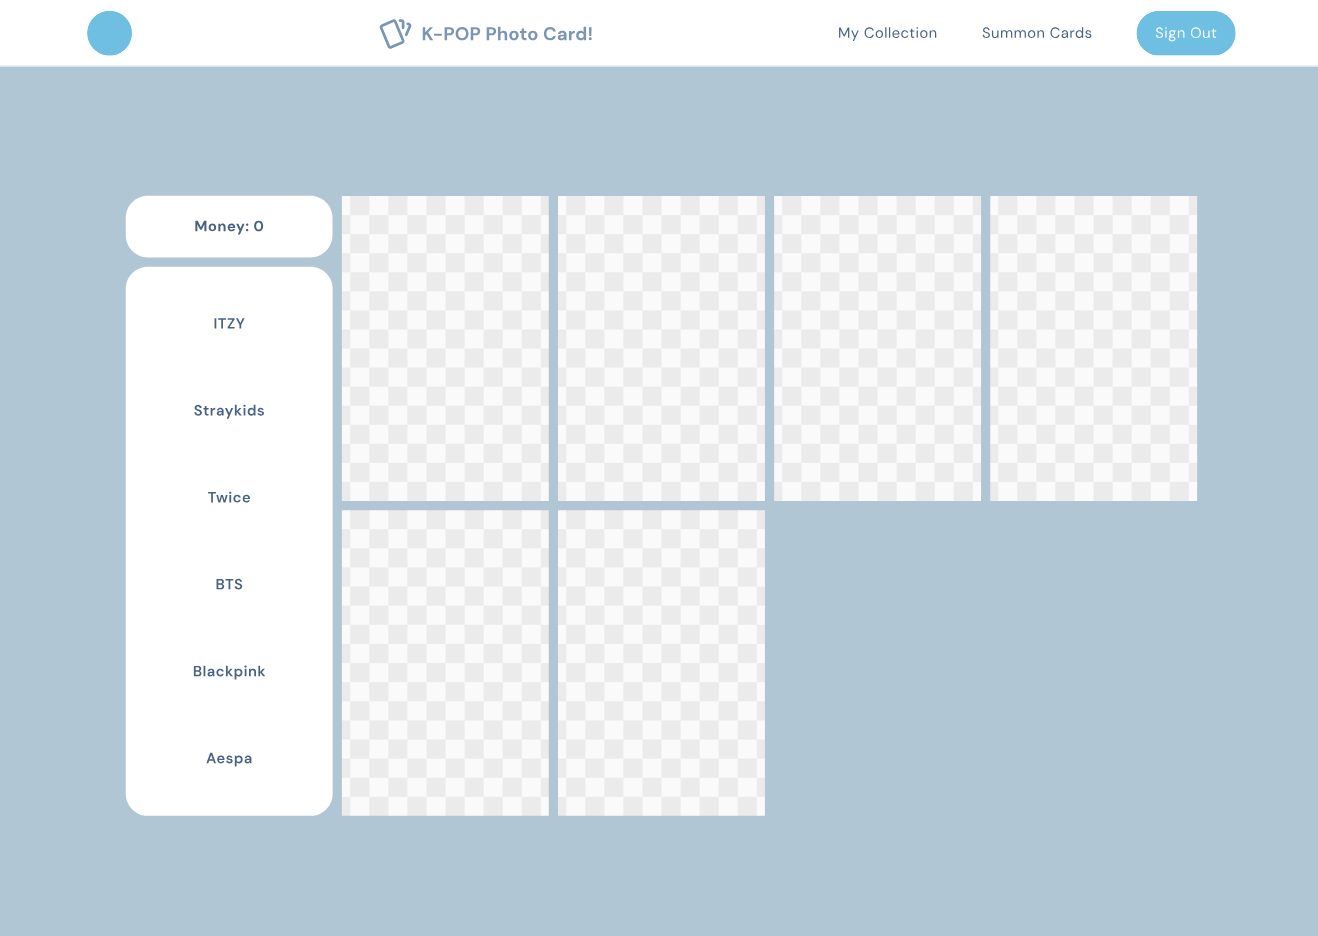 K-POP Photo Card!
My Collection
Summon Cards
Sign Out
Money: 0
ITZY
Straykids
Twice
BTS
Blackpink
Aespa